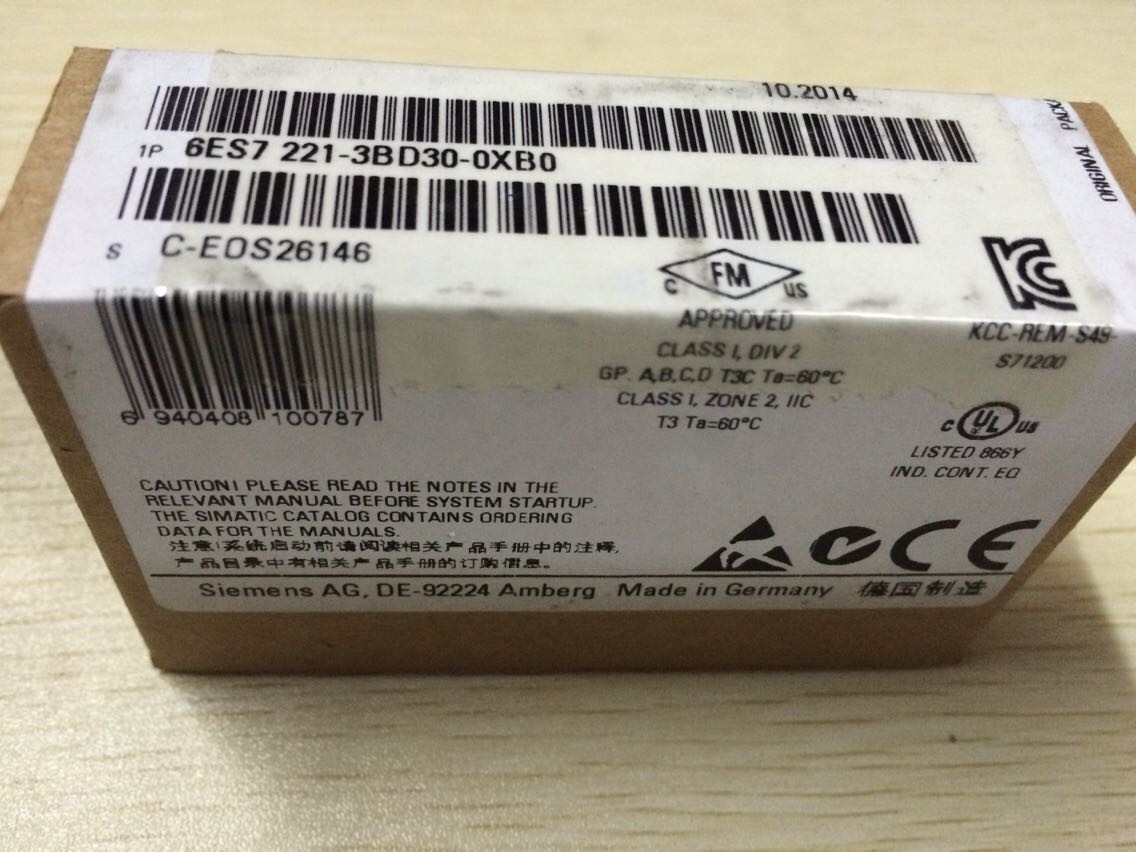 10.2014
1P 6ES7 221-3BD30-0XB0
S C-EOS26146
ORIGINAL
6 940408 100787
C FM US
APPROVED
CLASS I, DIV 2
GP. A,B,C,D T3C Ta=60°C
CLASS I, ZONE 2, IIC
T3 Ta=60°C
KCC-REM-S49-
S71200
C UL US
LISTED 866Y
IND. CONT. EQ
CAUTION! PLEASE READ THE NOTES IN THE
RELEVANT MANUAL BEFORE SYSTEM STARTUP.
THE SIMATIC CATALOG CONTAINS ORDERING
DATA FOR THE MANUALS.
注意!系统启动前请阅读相关产品手册中的注释,
产品目录中有相关产品手册的订购信息。
CE
Siemens AG, DE-92224 Amberg Made in Germany 德国制造